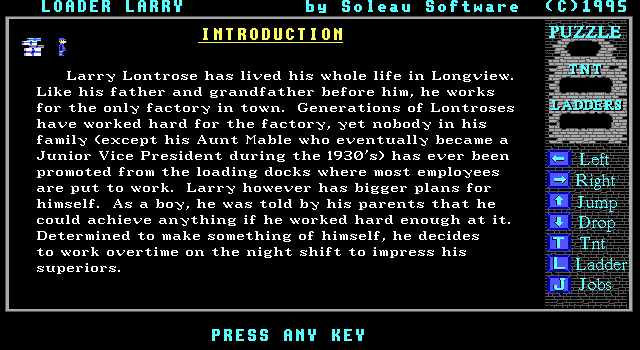 LOADER LARRY by Soleau Software (C)1995
INTRODUCTION
Larry Lontrose has lived his whole life in Longview.
Like his father and grandfather before him, he works
for the only factory in town. Generations of Lontroses
have worked hard for the factory, yet nobody in his
family (except his Aunt Mable who eventually became a
Junior Vice President during the 1930's) has ever been
promoted from the loading docks where most employees
are put to work. Larry however has bigger plans for
himself. As a boy, he was told by his parents that he
could achieve anything if he worked hard enough at it.
Determined to make something of himself, he decides
to work overtime on the night shift to impress his
superiors.
PUZZLE
TNT
LADDERS
← Left
→ Right
↑ Jump
↓ Drop
T Tnt
L Ladder
J Jobs
PRESS ANY KEY